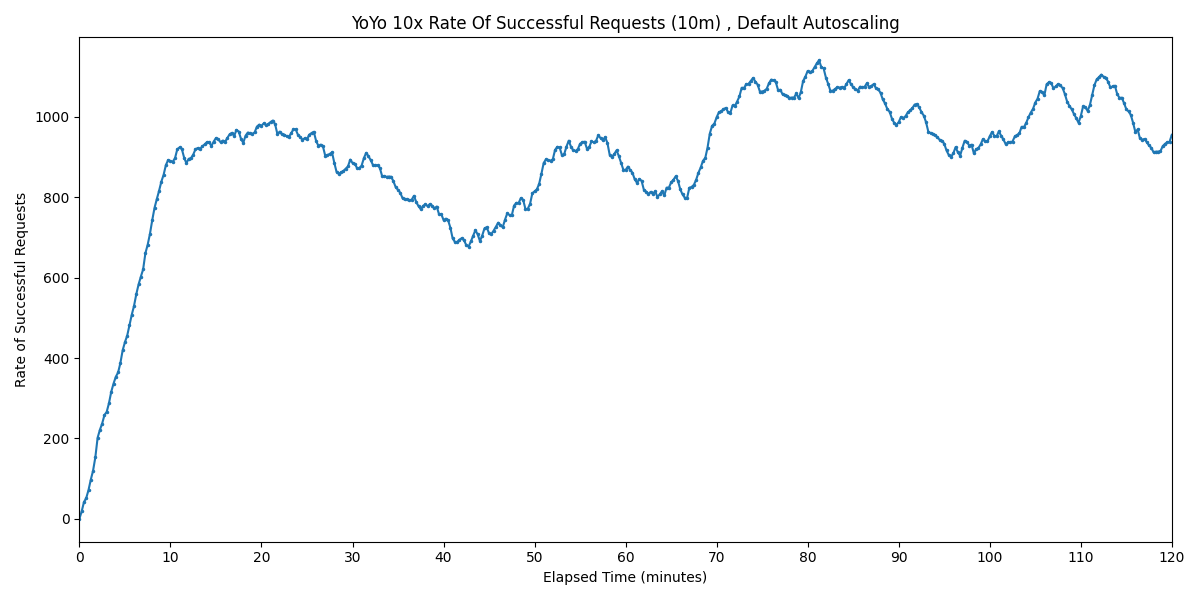 YoYo 10x Rate Of Successful Requests (10m) , Default Autoscaling
Rate of Successful Requests
1000
800
600
400
200
0
0 10 20 30 40 50 60 70 80 90 100 110 120
Elapsed Time (minutes)